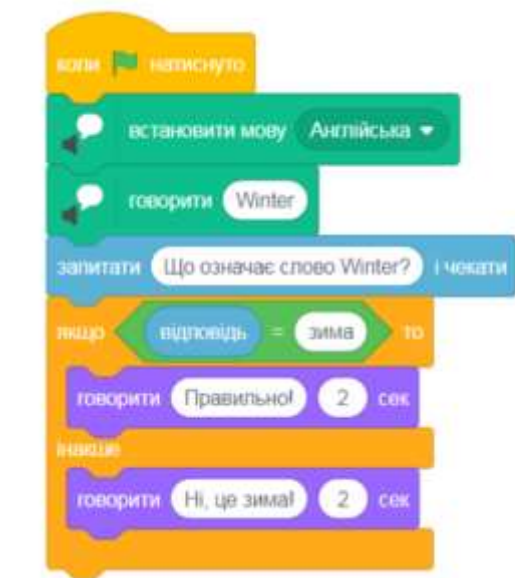 коли натиснуто
встановити мову Англійська
говорити Winter
запитати Що означає слово Winter? і чекати
якщо відповідь = зима то
говорити Правильно! 2 сек
інакше
говорити Ні, це зима! 2 сек